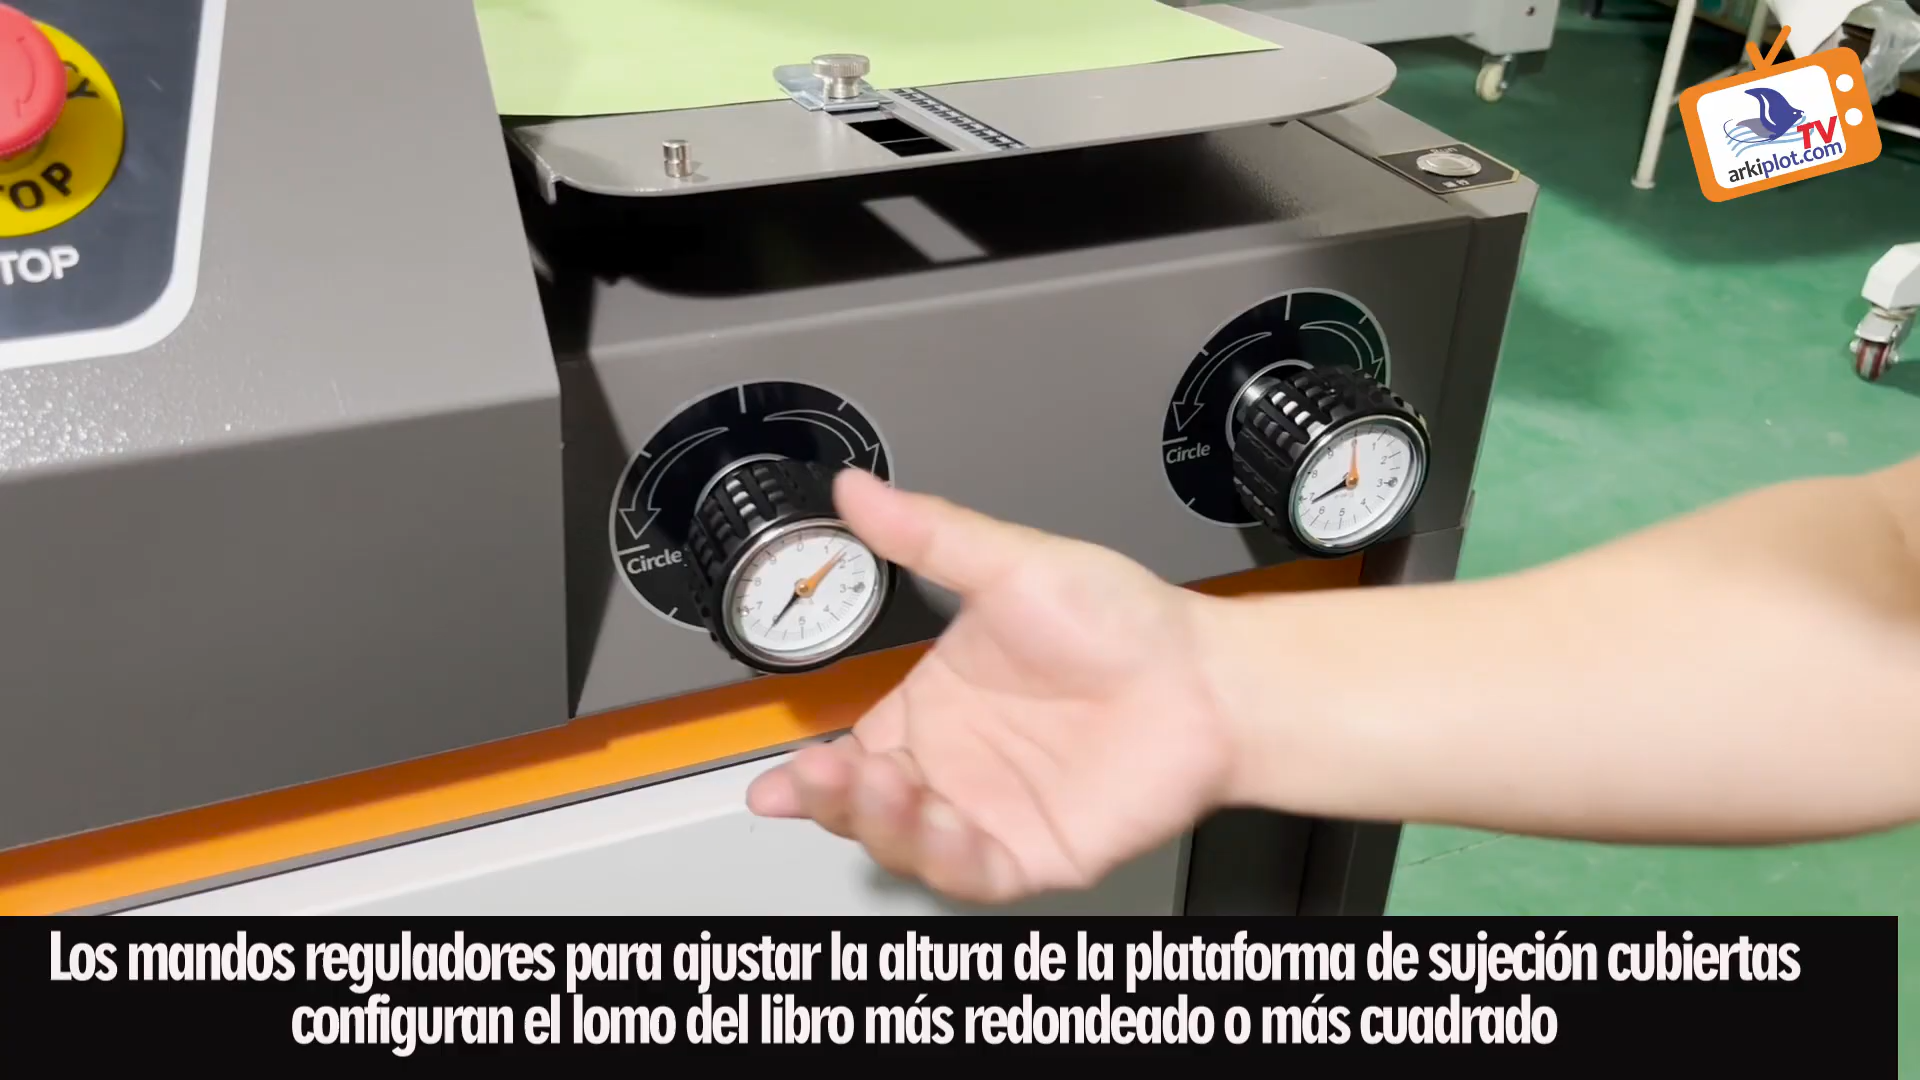 TOP
TOP
TV
arkiplot.com
Circle
Circle
Los mandos reguladores para ajustar la altura de la plataforma de sujeción cubiertas
configuran el lomo del libro más redondeado o más cuadrado